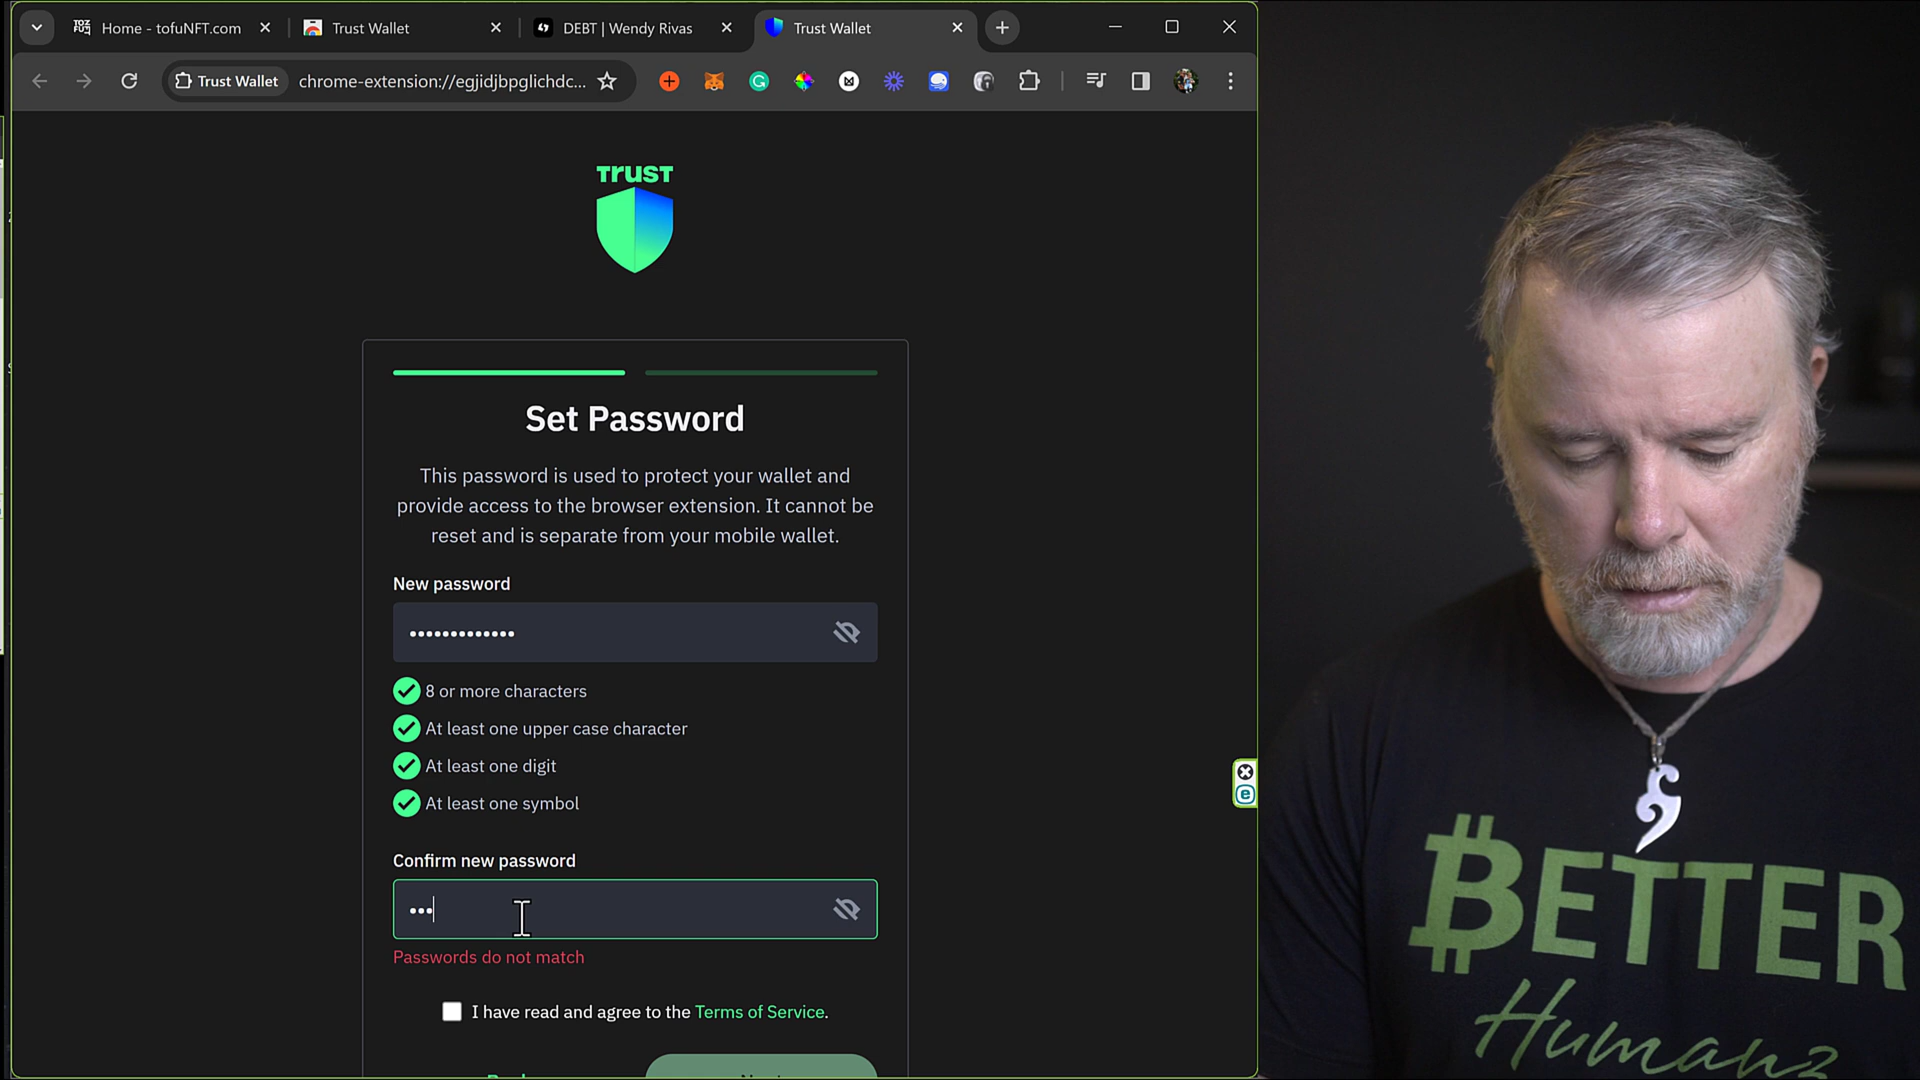 Home - tofuNFT.com
Trust Wallet
DEBT | Wendy Rivas
Trust Wallet
Trust Wallet
chrome-extension://egjidjbpglichdc...
TRUST
Set Password
This password is used to protect your wallet and
provide access to the browser extension. It cannot be
reset and is separate from your mobile wallet.
New password
•••••••••••••
8 or more characters
At least one upper case character
At least one digit
At least one symbol
Confirm new password
•••
Passwords do not match
I have read and agree to the Terms of Service.
BETTER
Humanz